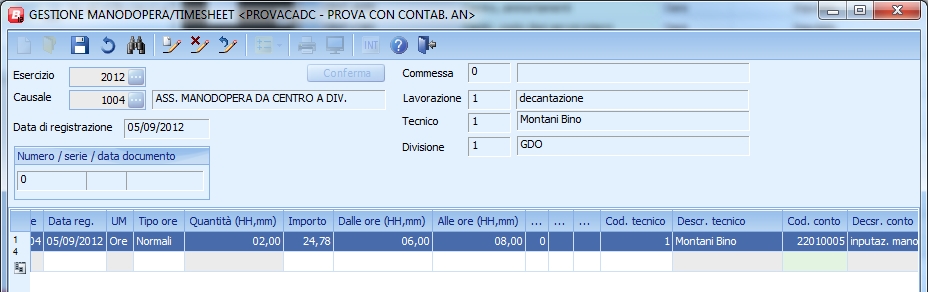 GESTIONE MANODOPERA/TIMESHEET <PROVACADC - PROVA CON CONTAB. AN>
INT
Esercizio 2012 ... Conferma Commessa 0
Causale 1004 ... ASS. MANODOPERA DA CENTRO A DIV. Lavorazione 1 decantazione
Data di registrazione 05/09/2012 Tecnico 1 Montani Bino
Divisione 1 GDO
Numero / serie / data documento
0
e Data reg. UM Tipo ore Quantità (HH,mm) Importo Dalle ore (HH,mm) Alle ore (HH,mm) ... ... ... Cod. tecnico Descr. tecnico Cod. conto Decsr. conto
1 04 05/09/2012 Ore Normali 02,00 24,78 06,00 08,00 0 1 Montani Bino 22010005 inputaz. mano
4